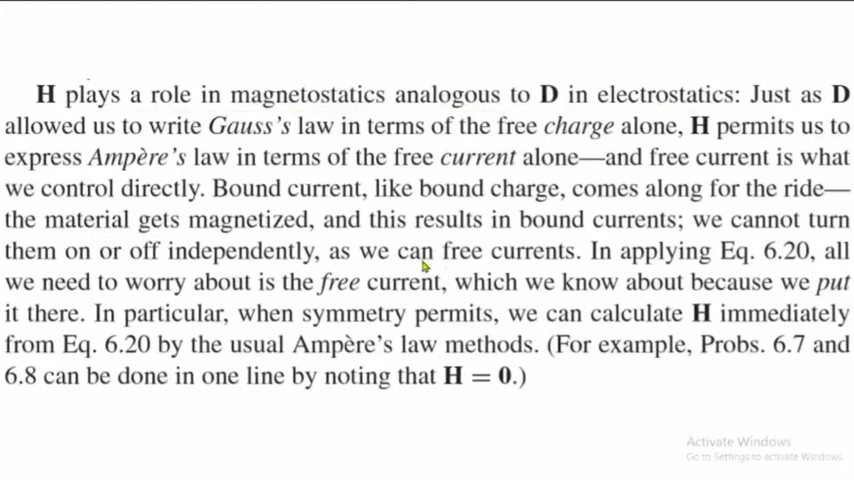 H plays a role in magnetostatics analogous to D in electrostatics: Just as D
allowed us to write Gauss's law in terms of the free charge alone, H permits us to
express Ampère's law in terms of the free current alone—and free current is what
we control directly. Bound current, like bound charge, comes along for the ride—
the material gets magnetized, and this results in bound currents; we cannot turn
them on or off independently, as we can free currents. In applying Eq. 6.20, all
we need to worry about is the free current, which we know about because we put
it there. In particular, when symmetry permits, we can calculate H immediately
from Eq. 6.20 by the usual Ampère's law methods. (For example, Probs. 6.7 and
6.8 can be done in one line by noting that H = 0.)
Activate Windows
Go to Settings to activate Windows.